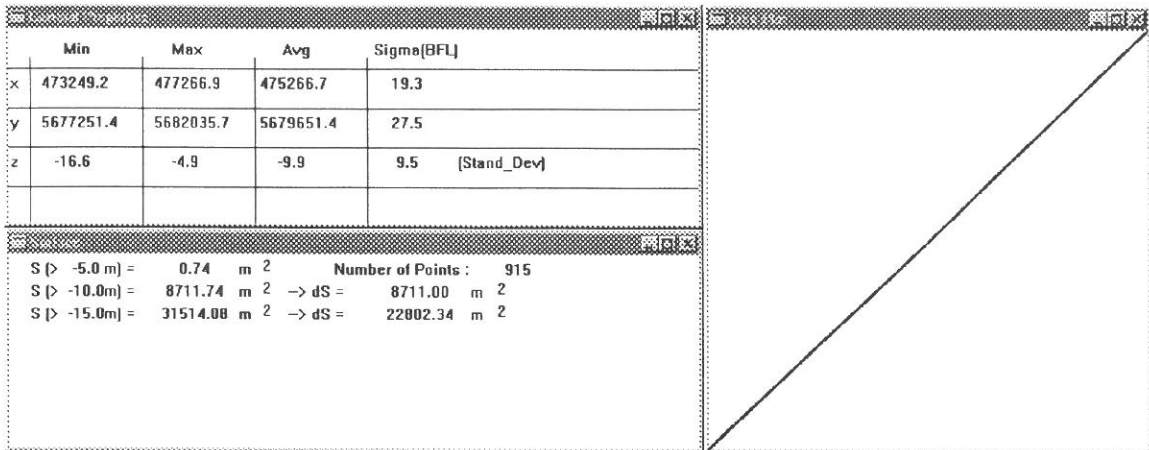 Min Max Avg Sigma(BFL)
x 473249.2 477266.9 475266.7 19.3
y 5677251.4 5682035.7 5679651.4 27.5
z -16.6 -4.9 -9.9 9.5 (Stand_Dev)
S (> -5.0 m) = 0.74 m 2 Number of Points : 915
S (> -10.0m) = 8711.74 m 2 –> dS = 8711.00 m 2
S (> -15.0m) = 31514.08 m 2 –> dS = 22802.34 m 2